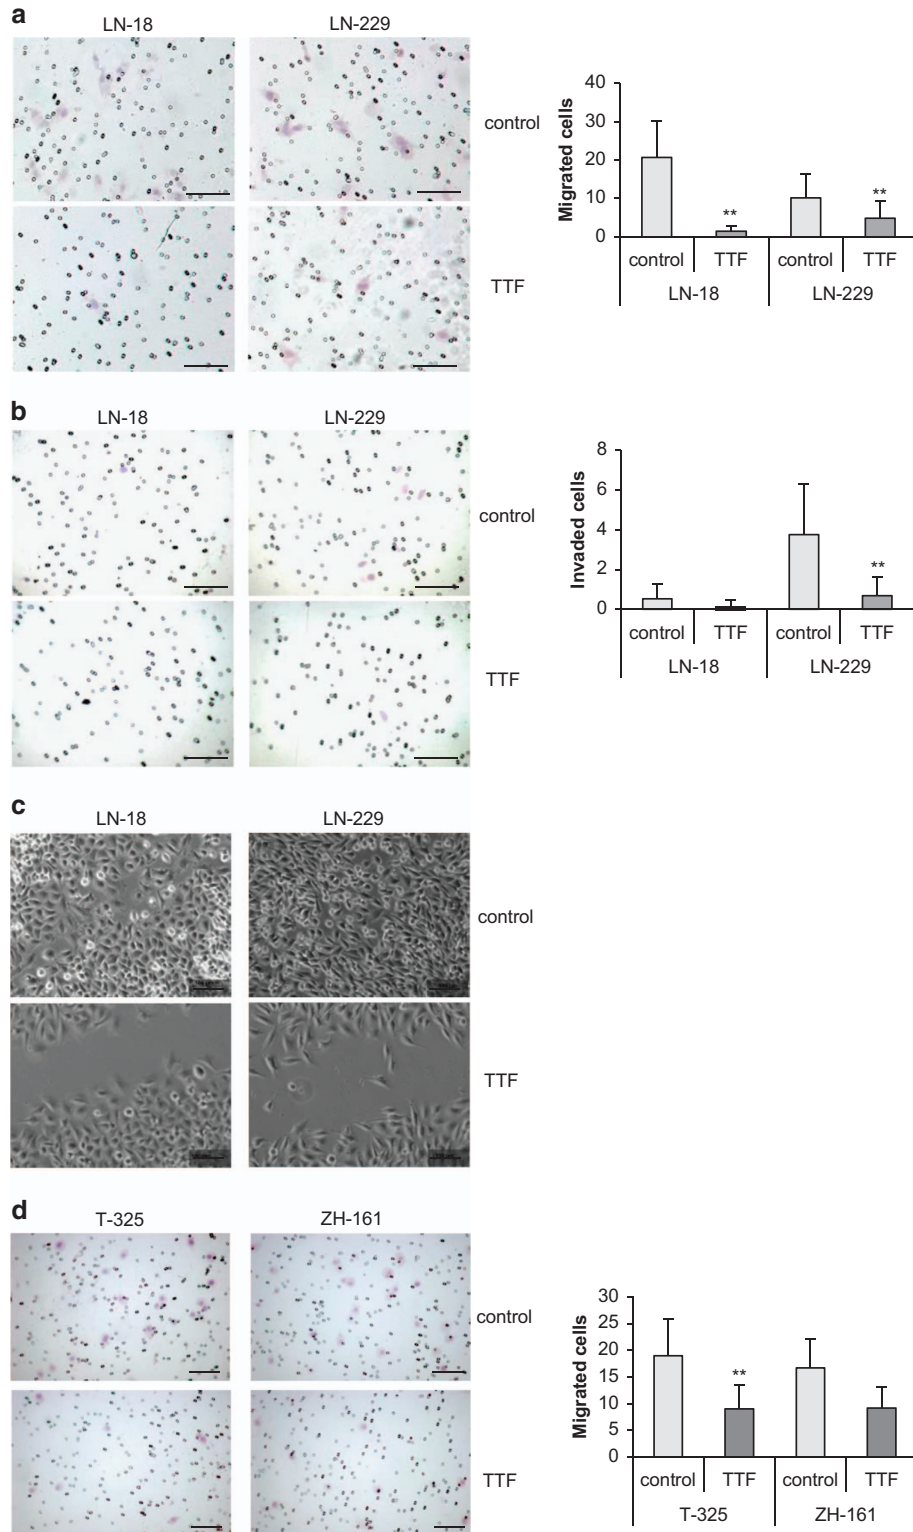 a
LN-18
LN-229
control
TTF
Migrated cells
40
30
20
10
0
**
**
control
TTF
control
TTF
LN-18
LN-229
b
LN-18
LN-229
control
TTF
Invaded cells
8
6
4
2
0
**
control
TTF
control
TTF
LN-18
LN-229
c
LN-18
LN-229
control
TTF
d
T-325
ZH-161
control
TTF
Migrated cells
30
25
20
15
10
5
0
**
control
TTF
control
TTF
T-325
ZH-161